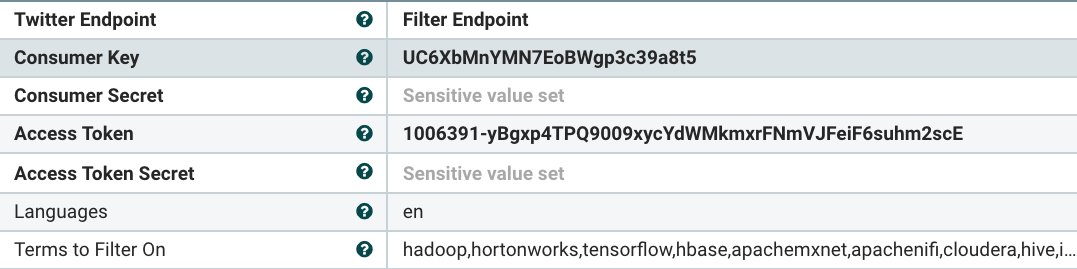 Twitter Endpoint ? Filter Endpoint
Consumer Key ? UC6XbMnYMN7EoBWgp3c39a8t5
Consumer Secret ? Sensitive value set
Access Token ? 1006391-yBgxp4TPQ9009xycYdWMkmxrFNmVJFeiF6suhm2scE
Access Token Secret ? Sensitive value set
Languages ? en
Terms to Filter On ? hadoop,hortonworks,tensorflow,hbase,apachemxnet,apachenifi,cloudera,hive,i...